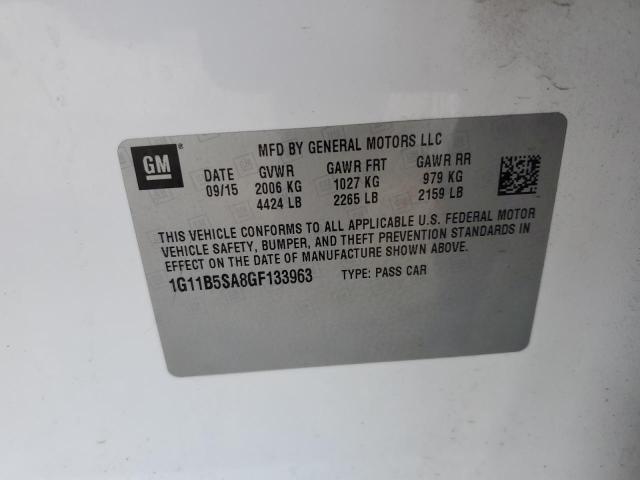 GM
MFD BY GENERAL MOTORS LLC
DATE GVWR GAWR FRT GAWR RR
09/15 2006 KG 1027 KG 979 KG
4424 LB 2265 LB 2159 LB
THIS VEHICLE CONFORMS TO ALL APPLICABLE U.S. FEDERAL MOTOR
VEHICLE SAFETY, BUMPER, AND THEFT PREVENTION STANDARDS IN
EFFECT ON THE DATE OF MANUFACTURE SHOWN ABOVE.
1G11B5SA8GF133963 TYPE: PASS CAR